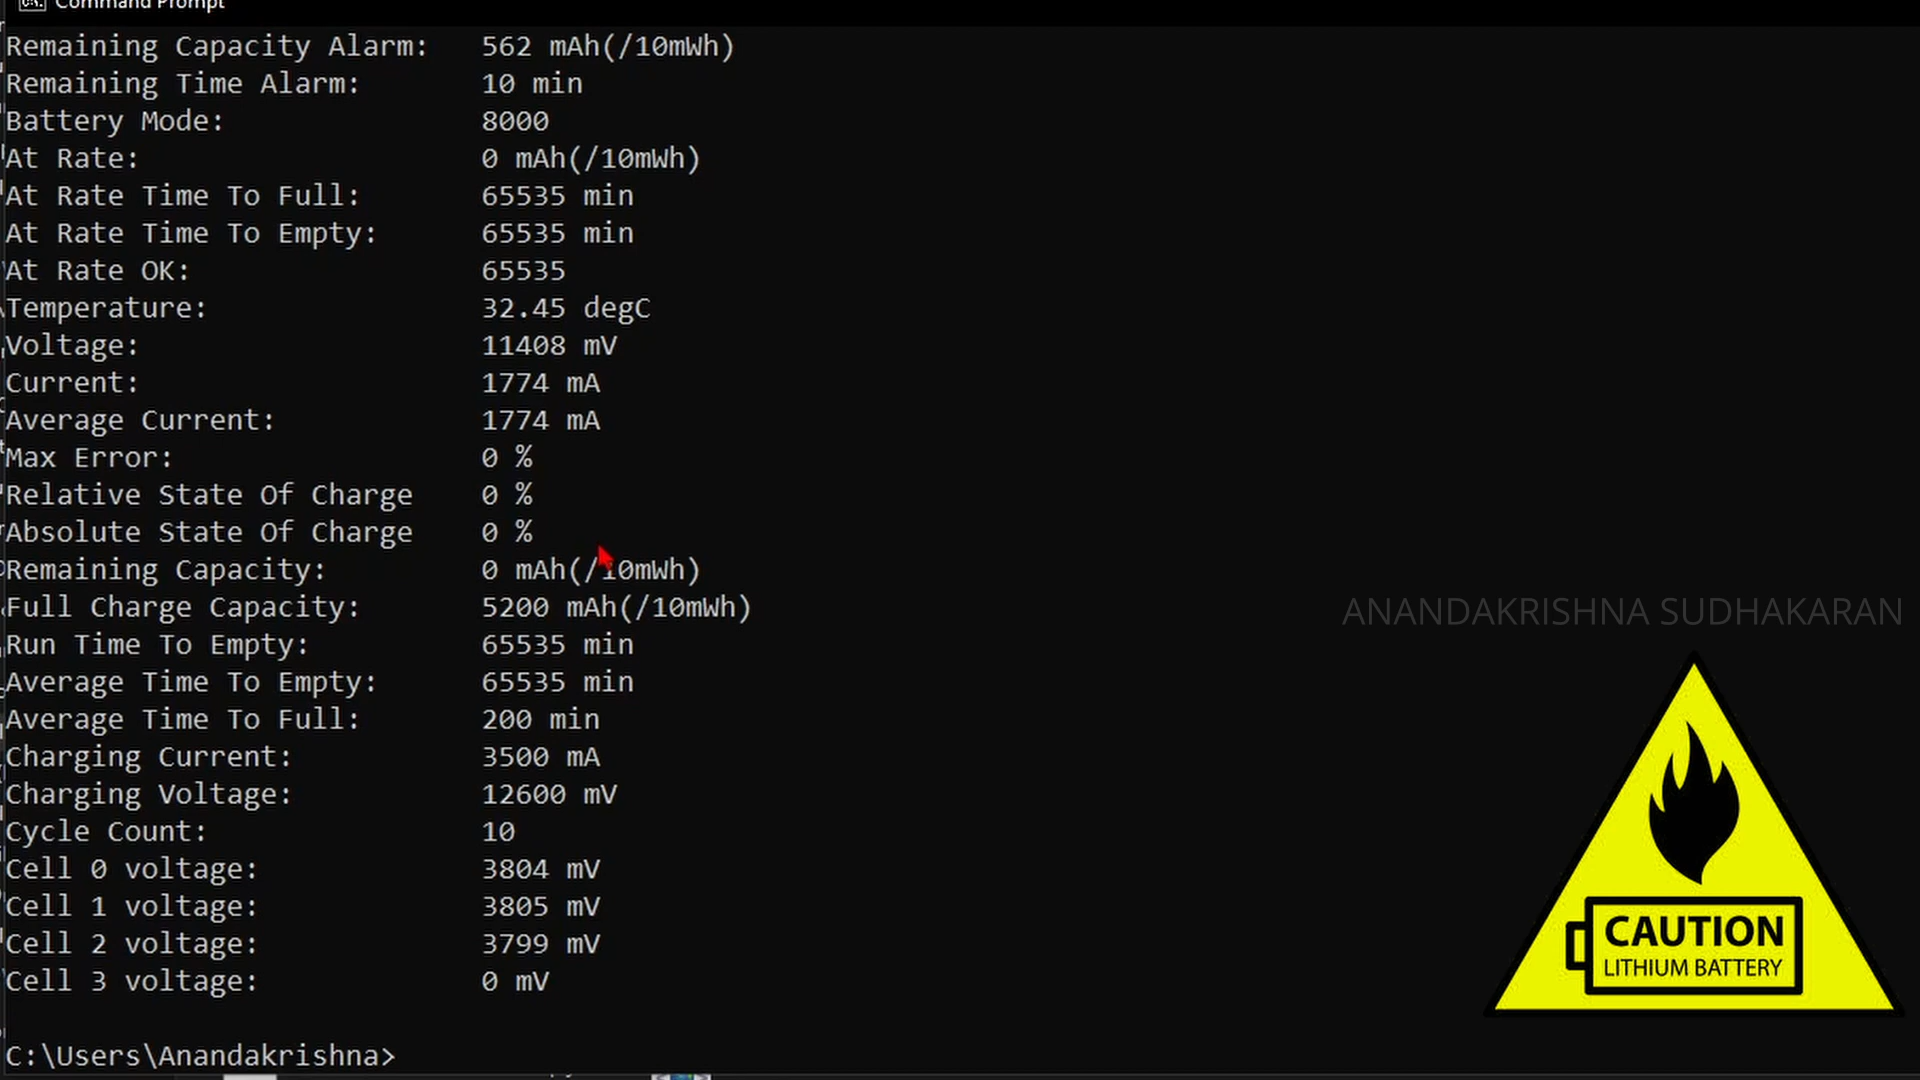 Command Prompt
Remaining Capacity Alarm: 562 mAh(/10mWh)
Remaining Time Alarm: 10 min
Battery Mode: 8000
At Rate: 0 mAh(/10mWh)
At Rate Time To Full: 65535 min
At Rate Time To Empty: 65535 min
At Rate OK: 65535
Temperature: 32.45 degC
Voltage: 11408 mV
Current: 1774 mA
Average Current: 1774 mA
Max Error: 0 %
Relative State Of Charge 0 %
Absolute State Of Charge 0 %
Remaining Capacity: 0 mAh(/10mWh)
Full Charge Capacity: 5200 mAh(/10mWh)
Run Time To Empty: 65535 min
Average Time To Empty: 65535 min
Average Time To Full: 200 min
Charging Current: 3500 mA
Charging Voltage: 12600 mV
Cycle Count: 10
Cell 0 voltage: 3804 mV
Cell 1 voltage: 3805 mV
Cell 2 voltage: 3799 mV
Cell 3 voltage: 0 mV
C:\Users\Anandakrishna>
ANANDAKRISHNA SUDHAKARAN
CAUTION
LITHIUM BATTERY